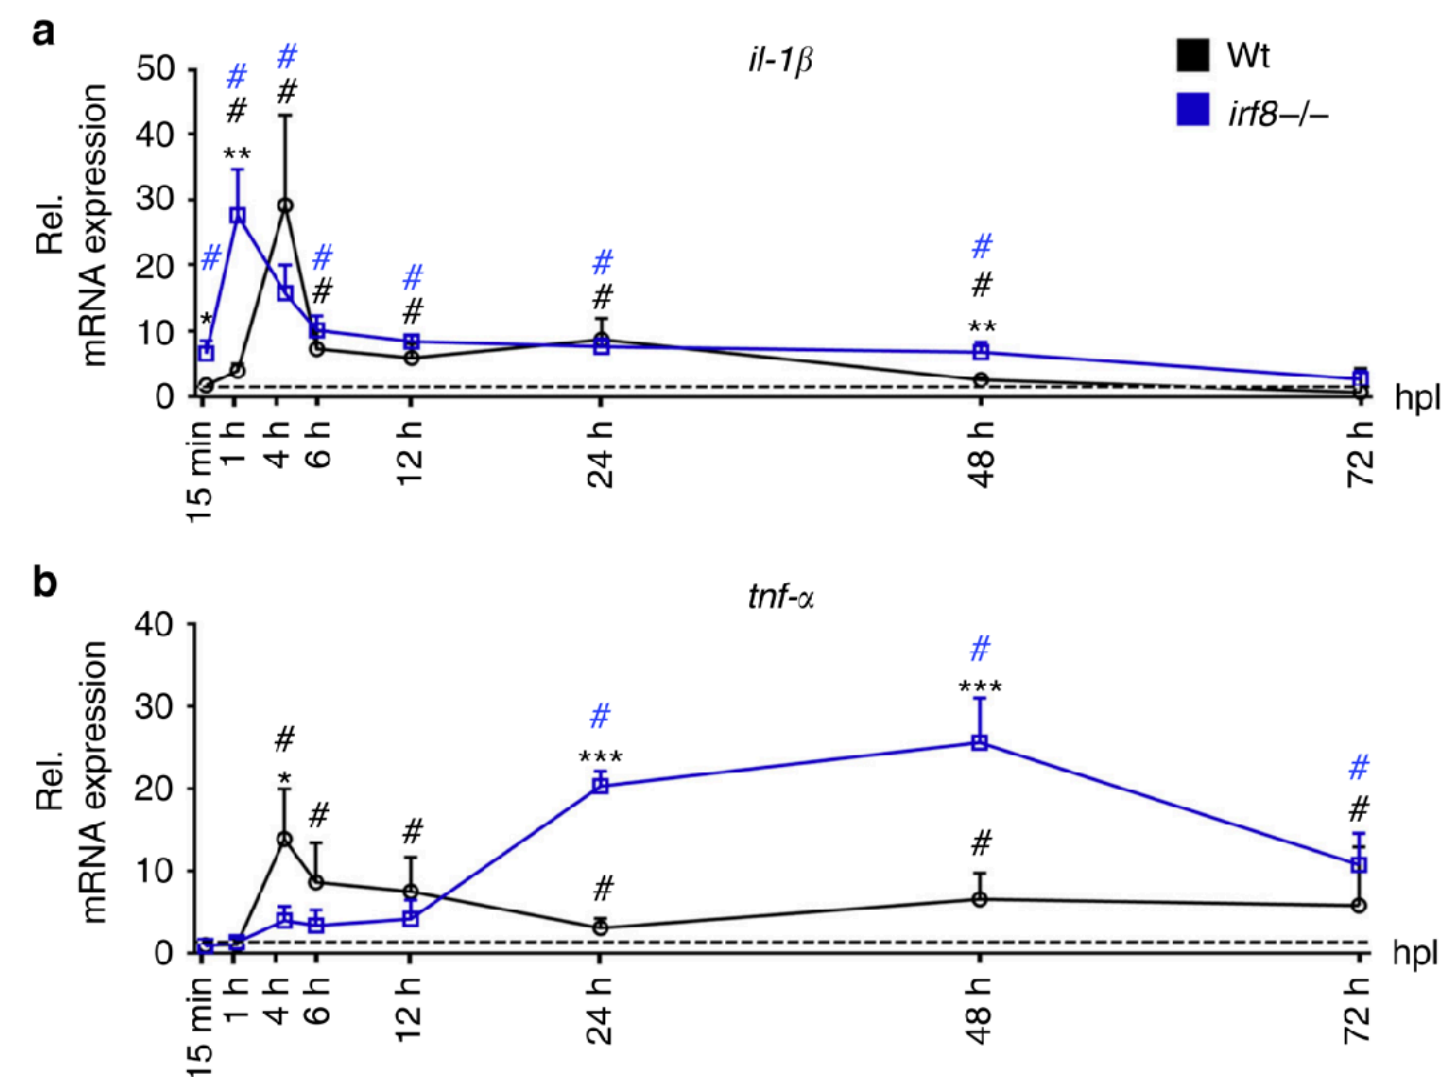 a
il-1β
Wt
irf8–/–
Rel.
mRNA expression
50
40
30
20
10
0
#
#
#
#
**
#
*
#
#
#
#
#
#
#
#
**
hpl
15 min
1 h
4 h
6 h
12 h
24 h
48 h
72 h
b
tnf-α
Rel.
mRNA expression
40
30
20
10
0
#
*
#
#
#
***
#
#
***
#
#
#
hpl
15 min
1 h
4 h
6 h
12 h
24 h
48 h
72 h